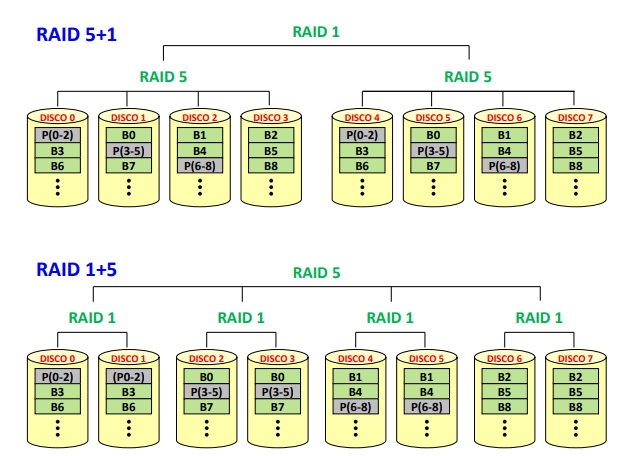 RAID 5+1
RAID 1
RAID 5 RAID 5
DISCO 0 DISCO 1 DISCO 2 DISCO 3 DISCO 4 DISCO 5 DISCO 6 DISCO 7
P(0-2) B0 B1 B2 P(0-2) B0 B1 B2
B3 P(3-5) B4 B5 B3 P(3-5) B4 B5
B6 B7 P(6-8) B8 B6 B7 P(6-8) B8
RAID 1+5
RAID 5
RAID 1 RAID 1 RAID 1 RAID 1
DISCO 0 DISCO 1 DISCO 2 DISCO 3 DISCO 4 DISCO 5 DISCO 6 DISCO 7
P(0-2) (P0-2) B0 B0 B1 B1 B2 B2
B3 B3 P(3-5) P(3-5) B4 B4 B5 B5
B6 B6 B7 B7 P(6-8) P(6-8) B8 B8